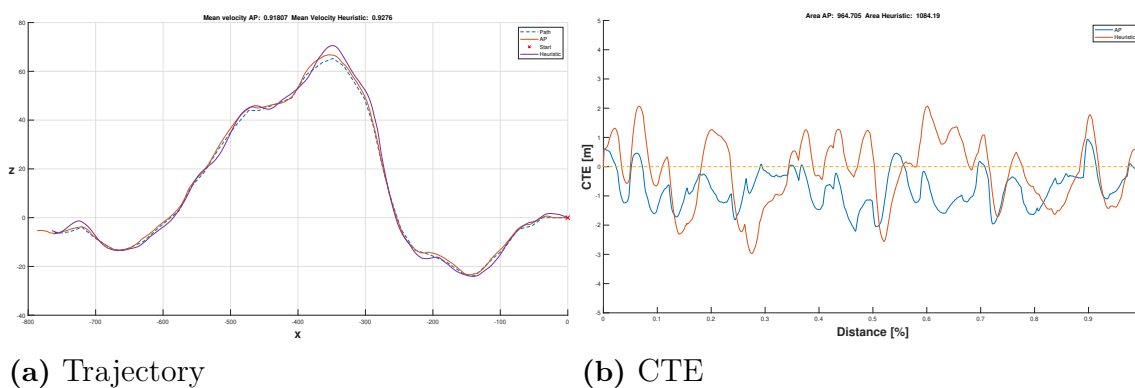 Mean velocity AP: 0.91807 Mean Velocity Heuristic: 0.9276
Path
AP
Start
Heuristic
80
60
40
20
0
-20
-40
Z
-800 -700 -600 -500 -400 -300 -200 -100 0
X
(a) Trajectory
Area AP: 964.705 Area Heuristic: 1084.19
AP
Heuristic
5
4
3
2
1
0
-1
-2
-3
-4
-5
CTE [m]
0 0.1 0.2 0.3 0.4 0.5 0.6 0.7 0.8 0.9
Distance [%]
(b) CTE